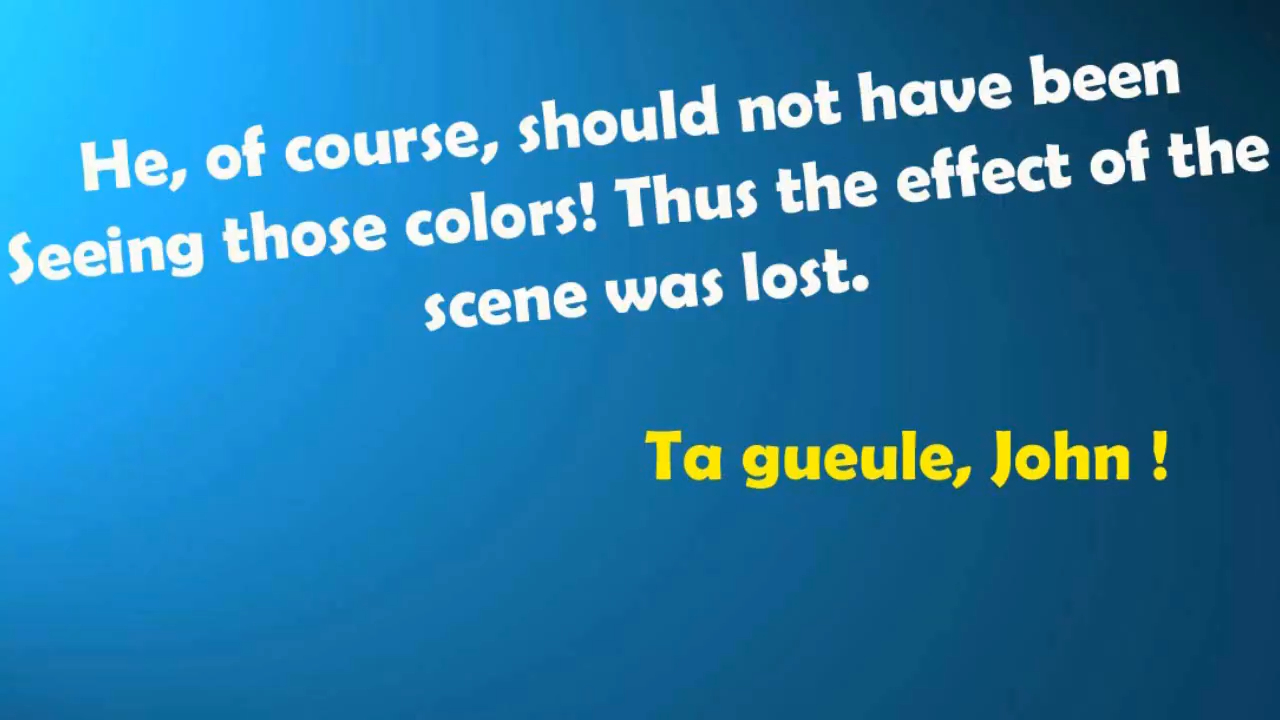 He, of course, should not have been
Seeing those colors! Thus the effect of the
scene was lost.
Ta gueule, John !